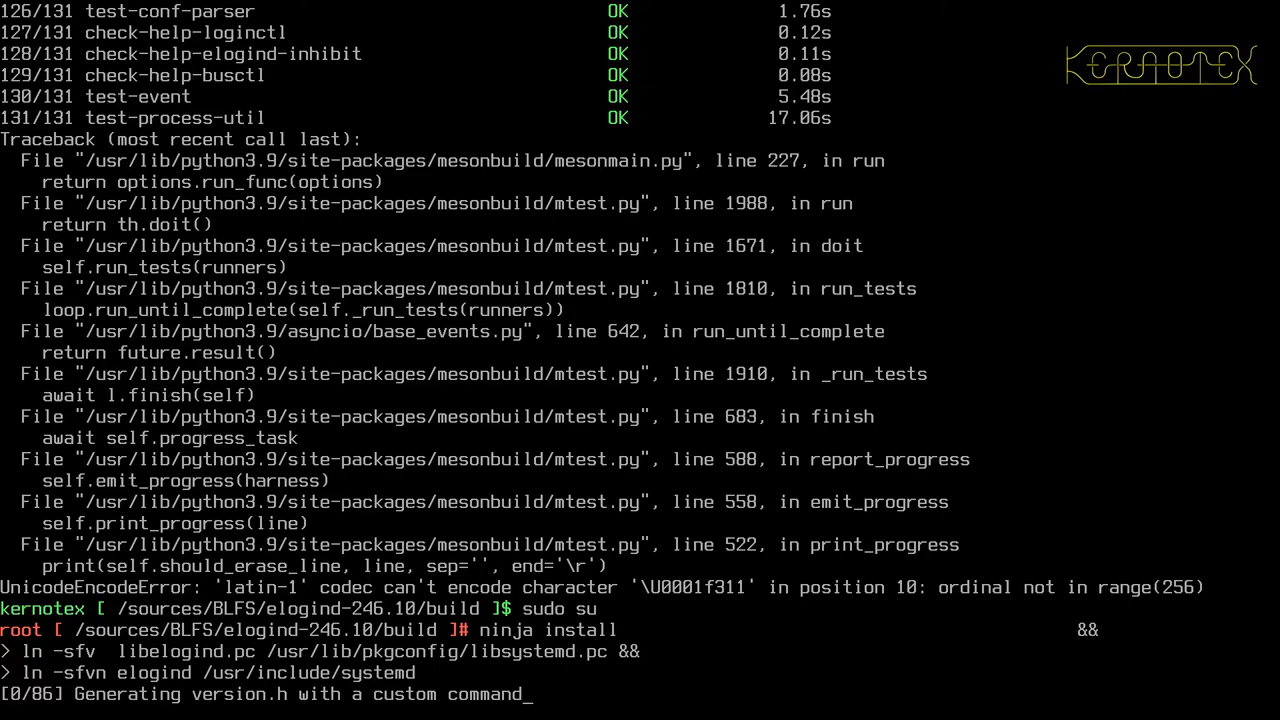 126/131 test-conf-parser OK 1.76s
127/131 check-help-loginctl OK 0.12s
128/131 check-help-elogind-inhibit OK 0.11s
129/131 check-help-busctl OK 0.08s
130/131 test-event OK 5.48s
131/131 test-process-util OK 17.06s
KERNOTEX
Traceback (most recent call last):
File "/usr/lib/python3.9/site-packages/mesonbuild/mesonmain.py", line 227, in run
return options.run_func(options)
File "/usr/lib/python3.9/site-packages/mesonbuild/mtest.py", line 1988, in run
return th.doit()
File "/usr/lib/python3.9/site-packages/mesonbuild/mtest.py", line 1671, in doit
self.run_tests(runners)
File "/usr/lib/python3.9/site-packages/mesonbuild/mtest.py", line 1810, in run_tests
loop.run_until_complete(self._run_tests(runners))
File "/usr/lib/python3.9/asyncio/base_events.py", line 642, in run_until_complete
return future.result()
File "/usr/lib/python3.9/site-packages/mesonbuild/mtest.py", line 1910, in _run_tests
await l.finish(self)
File "/usr/lib/python3.9/site-packages/mesonbuild/mtest.py", line 683, in finish
await self.progress_task
File "/usr/lib/python3.9/site-packages/mesonbuild/mtest.py", line 588, in report_progress
self.emit_progress(harness)
File "/usr/lib/python3.9/site-packages/mesonbuild/mtest.py", line 558, in emit_progress
self.print_progress(line)
File "/usr/lib/python3.9/site-packages/mesonbuild/mtest.py", line 522, in print_progress
print(self.should_erase_line, line, sep='', end='\r')
UnicodeEncodeError: 'latin-1' codec can't encode character '\U0001f311' in position 10: ordinal not in range(256)
kernotex [ /sources/BLFS/elogind-246.10/build ]$ sudo su
root [ /sources/BLFS/elogind-246.10/build ]# ninja install &&
> ln -sfv  libelogind.pc /usr/lib/pkgconfig/libsystemd.pc &&
> ln -sfvn elogind /usr/include/systemd
[0/86] Generating version.h with a custom command_